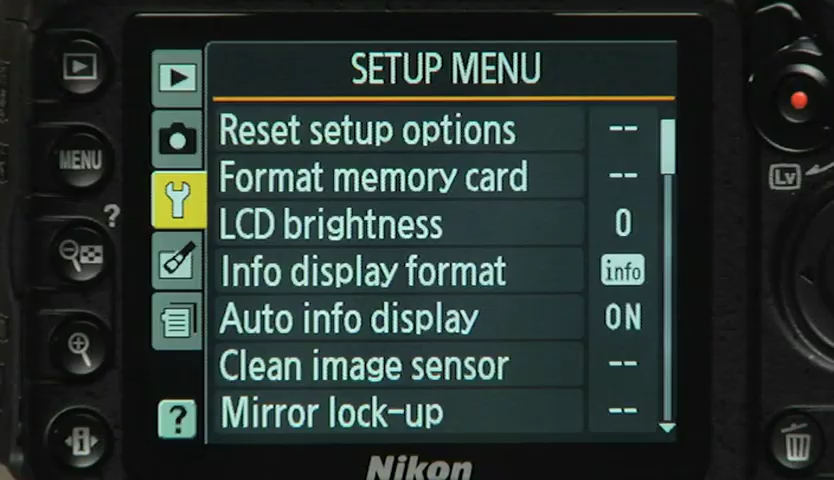 SETUP MENU
Reset setup options --
Format memory card --
LCD brightness 0
Info display format info
Auto info display ON
Clean image sensor --
Mirror lock-up --
MENU
?
?
Lv
Nikon